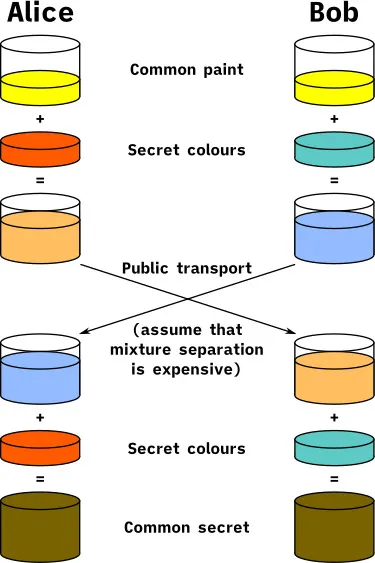 Alice Bob
Common paint
+ +
Secret colours
= =
Public transport
(assume that
mixture separation
is expensive)
+ +
Secret colours
= =
Common secret